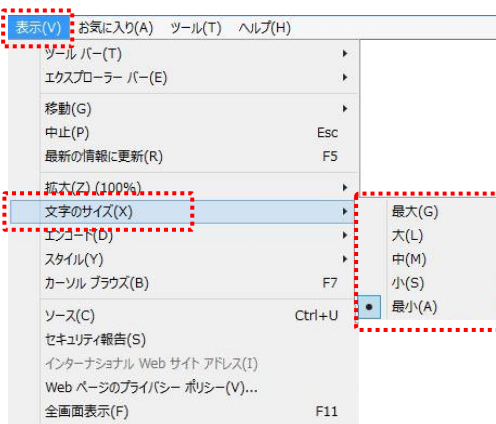 表示(V) お気に入り(A) ツール(T) ヘルプ(H)
ツール バー(T)
エクスプローラー バー(E)
移動(G)
中止(P) Esc
最新の情報に更新(R) F5
拡大(Z) (100%)
文字のサイズ(X)
エンコード(D)
スタイル(Y)
カーソル ブラウズ(B) F7
ソース(C) Ctrl+U
セキュリティ報告(S)
インターナショナル Web サイト アドレス(I)
Web ページのプライバシー ポリシー(V)...
全画面表示(F) F11
最大(G)
大(L)
中(M)
小(S)
最小(A)